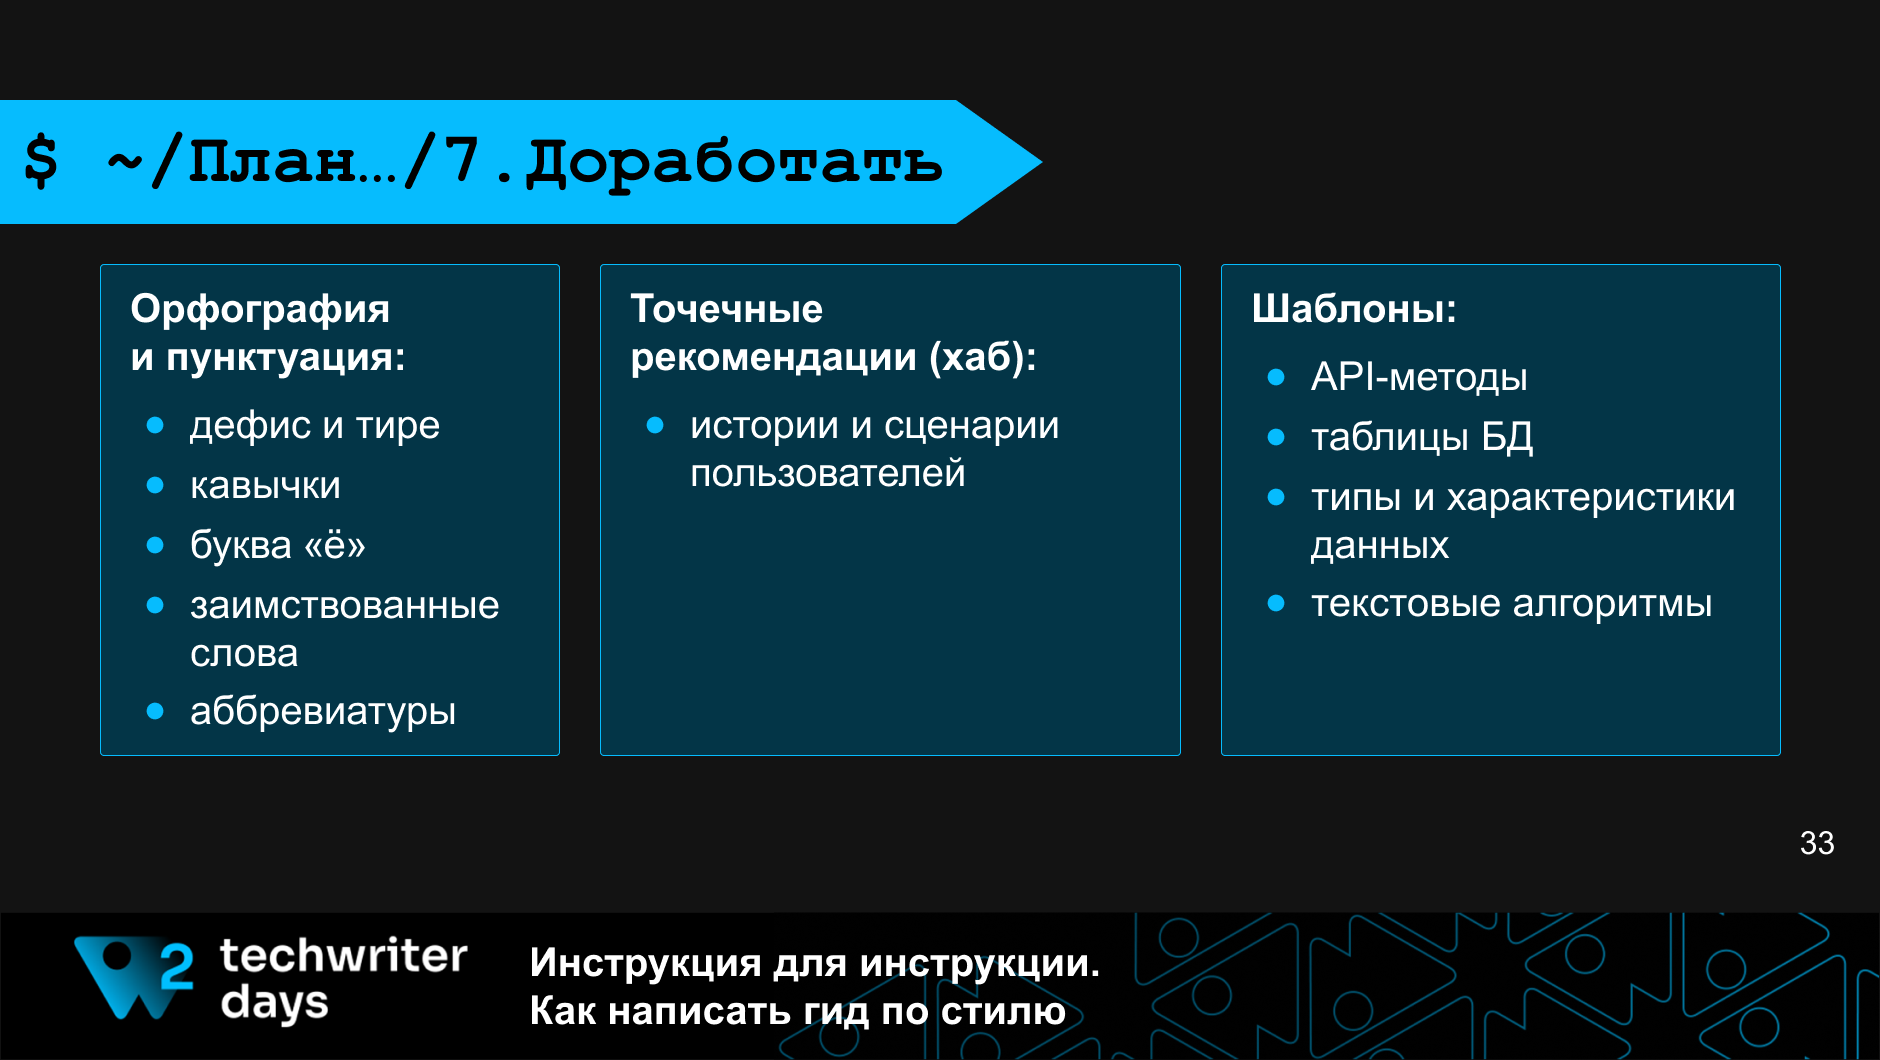 $ ~/План…/7.Доработать
Орфография
и пунктуация:
● дефис и тире
● кавычки
● буква «ё»
● заимствованные
слова
● аббревиатуры
Точечные
рекомендации (хаб):
● истории и сценарии
пользователей
Шаблоны:
● API-методы
● таблицы БД
● типы и характеристики
данных
● текстовые алгоритмы
33
2 techwriter
days
Инструкция для инструкции.
Как написать гид по стилю